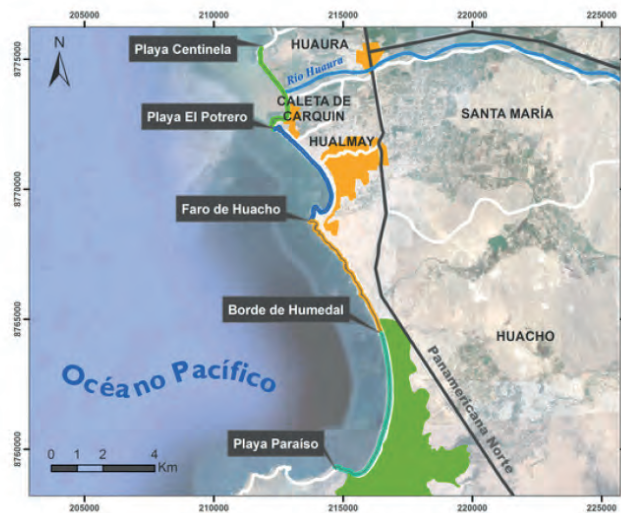 205000 210000 215000 220000 225000
8775000
8770000
8765000
8760000
N
Playa Centinela
HUAURA
Río Huaura
CALETA DE
CARQUIN
Playa El Potrero
SANTA MARÍA
HUALMAY
Faro de Huacho
Borde de Humedal
HUACHO
Panamericana Norte
Océano Pacífico
Playa Paraíso
0 1 2 4
Km
205000 210000 215000 220000 225000